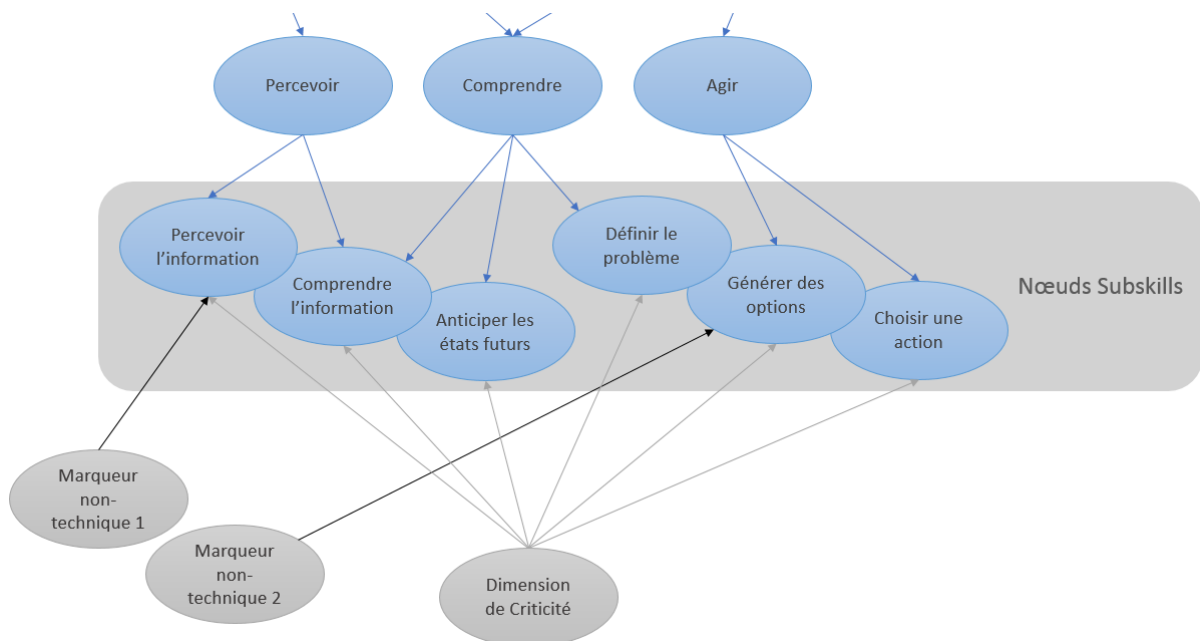 Percevoir
Comprendre
Agir
Percevoir
l’information
Comprendre
l’information
Anticiper les
états futurs
Définir le
problème
Générer des
options
Choisir une
action
Nœuds Subskills
Marqueur
non-
technique 1
Marqueur
non-
technique 2
Dimension
de Criticité